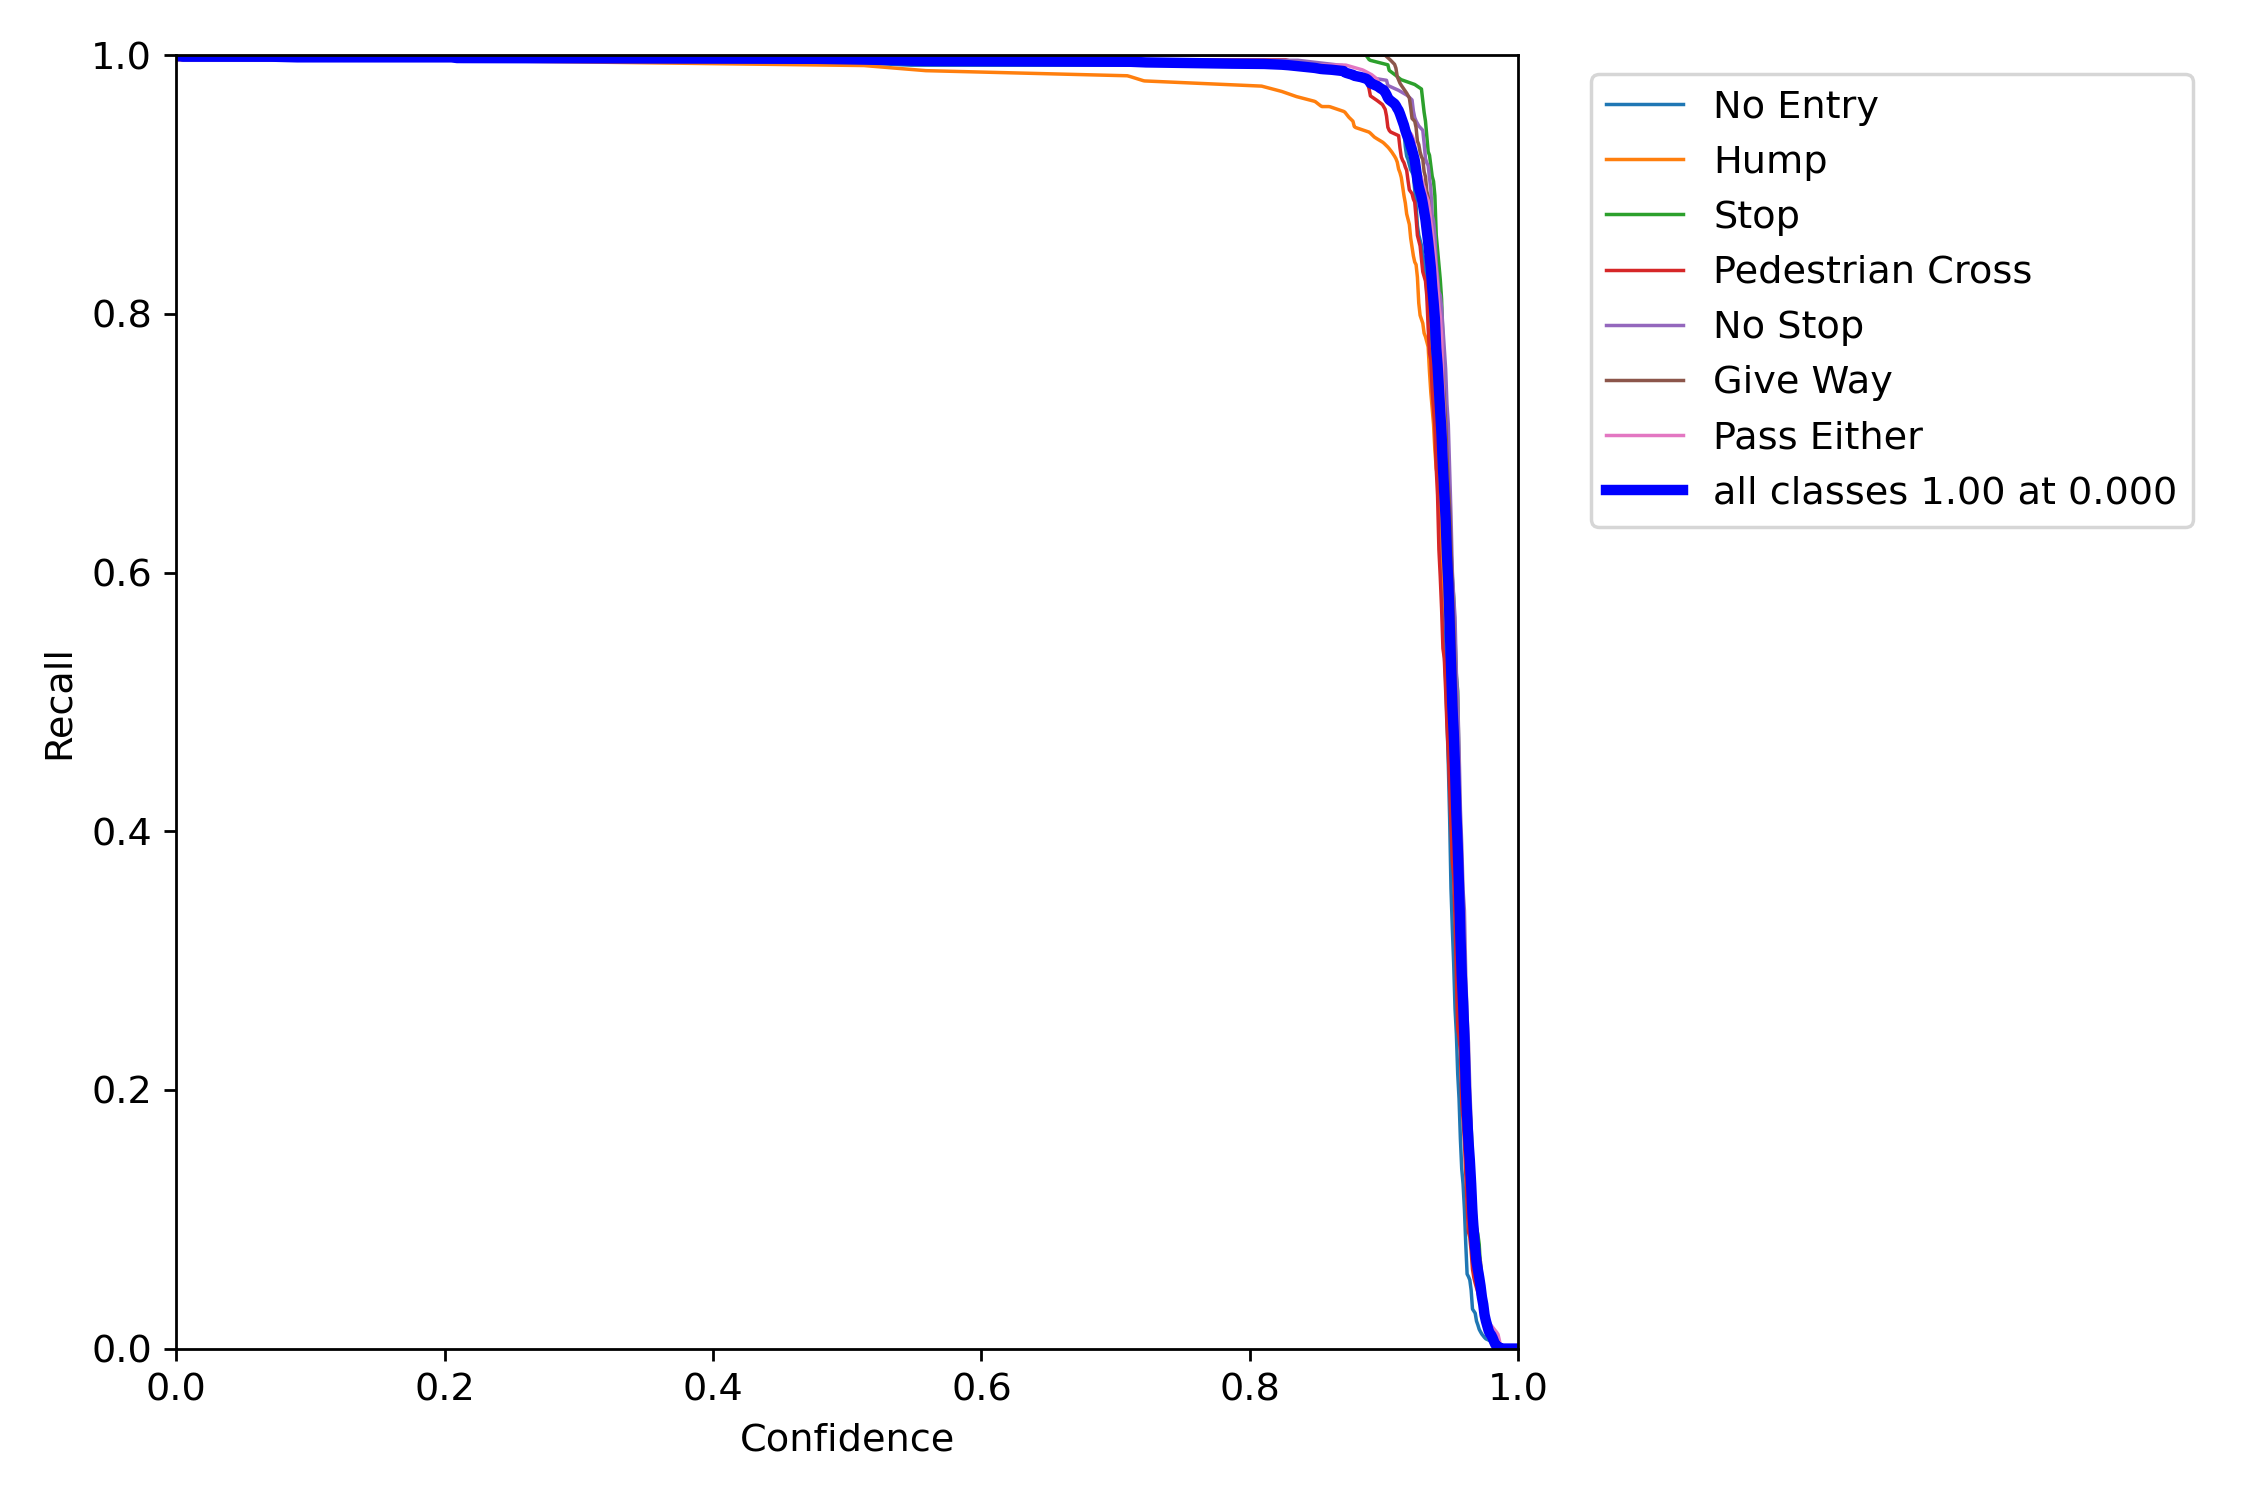 1.0
0.8
0.6
0.4
0.2
0.0
Recall
0.0 0.2 0.4 0.6 0.8 1.0
Confidence
No Entry
Hump
Stop
Pedestrian Cross
No Stop
Give Way
Pass Either
all classes 1.00 at 0.000